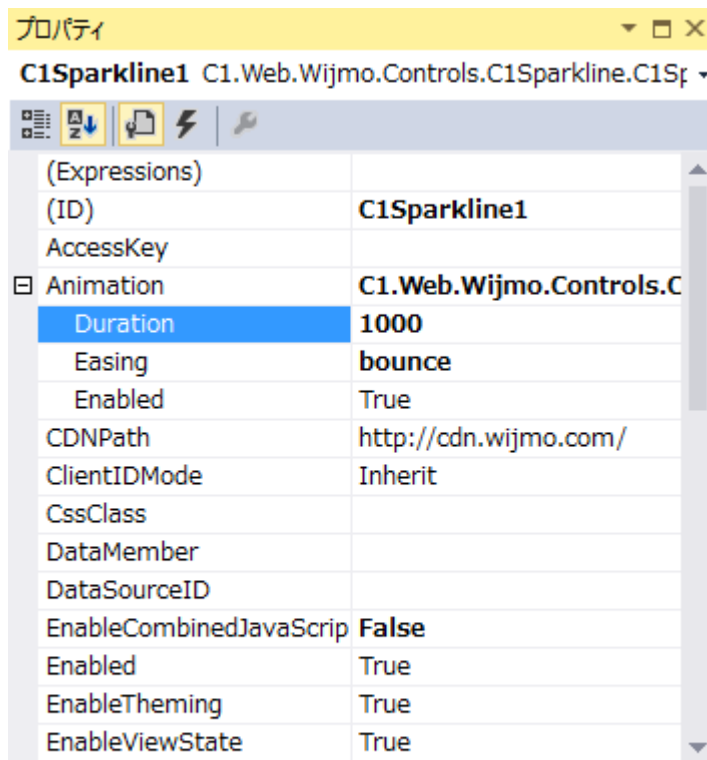 プロパティ
C1Sparkline1 C1.Web.Wijmo.Controls.C1Sparkline.C1Sp
(Expressions)
(ID) C1Sparkline1
AccessKey
Animation C1.Web.Wijmo.Controls.C
Duration 1000
Easing bounce
Enabled True
CDNPath http://cdn.wijmo.com/
ClientIDMode Inherit
CssClass
DataMember
DataSourceID
EnableCombinedJavaScrip False
Enabled True
EnableTheming True
EnableViewState True